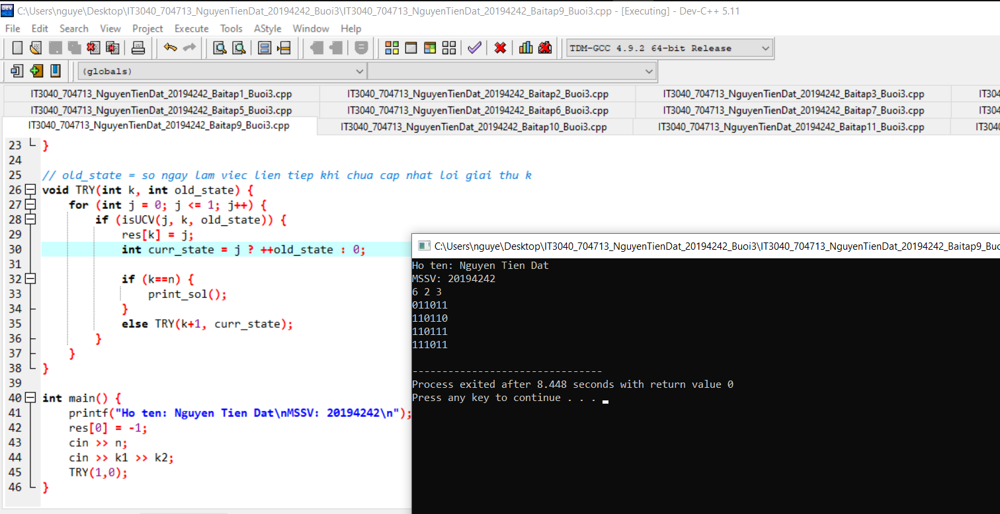 C:\Users\nguye\Desktop\IT3040_704713_NguyenTienDat_20194242_Buoi3\IT3040_704713_NguyenTienDat_20194242_Baitap9_Buoi3.cpp - [Executing] - Dev-C++ 5.11
File Edit Search View Project Execute Tools AStyle Window Help
TDM-GCC 4.9.2 64-bit Release
(globals)
IT3040_704713_NguyenTienDat_20194242_Baitap1_Buoi3.cpp IT3040_704713_NguyenTienDat_20194242_Baitap2_Buoi3.cpp IT3040_704713_NguyenTienDat_20194242_Baitap3_Buoi3.cpp
IT3040_704713_NguyenTienDat_20194242_Baitap5_Buoi3.cpp IT3040_704713_NguyenTienDat_20194242_Baitap6_Buoi3.cpp IT3040_704713_NguyenTienDat_20194242_Baitap7_Buoi3.cpp
IT3040_704713_NguyenTienDat_20194242_Baitap9_Buoi3.cpp IT3040_704713_NguyenTienDat_20194242_Baitap10_Buoi3.cpp IT3040_704713_NguyenTienDat_20194242_Baitap11_Buoi3.cpp
23 }
24
25 // old_state = so ngay lam viec lien tiep khi chua cap nhat loi giai thu k
26 void TRY(int k, int old_state) {
27 for (int j = 0; j <= 1; j++) {
28 if (isUCV(j, k, old_state)) {
29 res[k] = j;
30 int curr_state = j ? ++old_state : 0;
31
32 if (k==n) {
33 print_sol();
34 }
35 else TRY(k+1, curr_state);
36 }
37 }
38 }
39
40 int main() {
41 printf("Ho ten: Nguyen Tien Dat\nMSSV: 20194242\n");
42 res[0] = -1;
43 cin >> n;
44 cin >> k1 >> k2;
45 TRY(1,0);
46 }
C:\Users\nguye\Desktop\IT3040_704713_NguyenTienDat_20194242_Buoi3\IT3040_704713_NguyenTienDat_20194242_Baitap9_Buo
Ho ten: Nguyen Tien Dat
MSSV: 20194242
6 2 3
011011
110110
110111
111011
--------------------------------
Process exited after 8.448 seconds with return value 0
Press any key to continue . . .